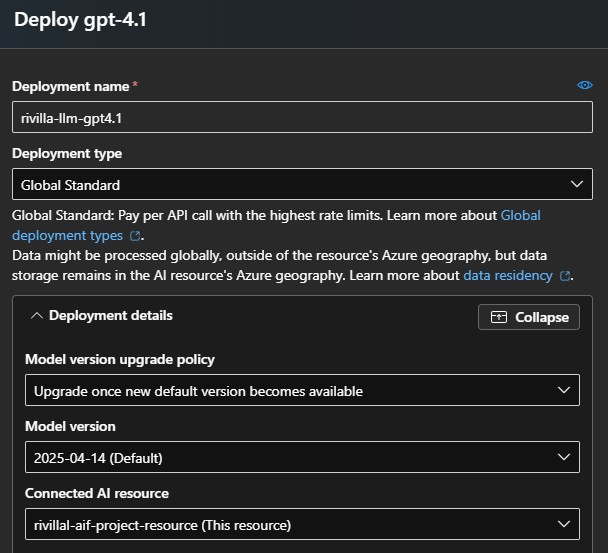 Deploy gpt-4.1
Deployment name *
rivilla-llm-gpt4.1
Deployment type
Global Standard
Global Standard: Pay per API call with the highest rate limits. Learn more about Global
deployment types .
Data might be processed globally, outside of the resource's Azure geography, but data
storage remains in the AI resource's Azure geography. Learn more about data residency .
Deployment details
Collapse
Model version upgrade policy
Upgrade once new default version becomes available
Model version
2025-04-14 (Default)
Connected AI resource
rivillal-aif-project-resource (This resource)